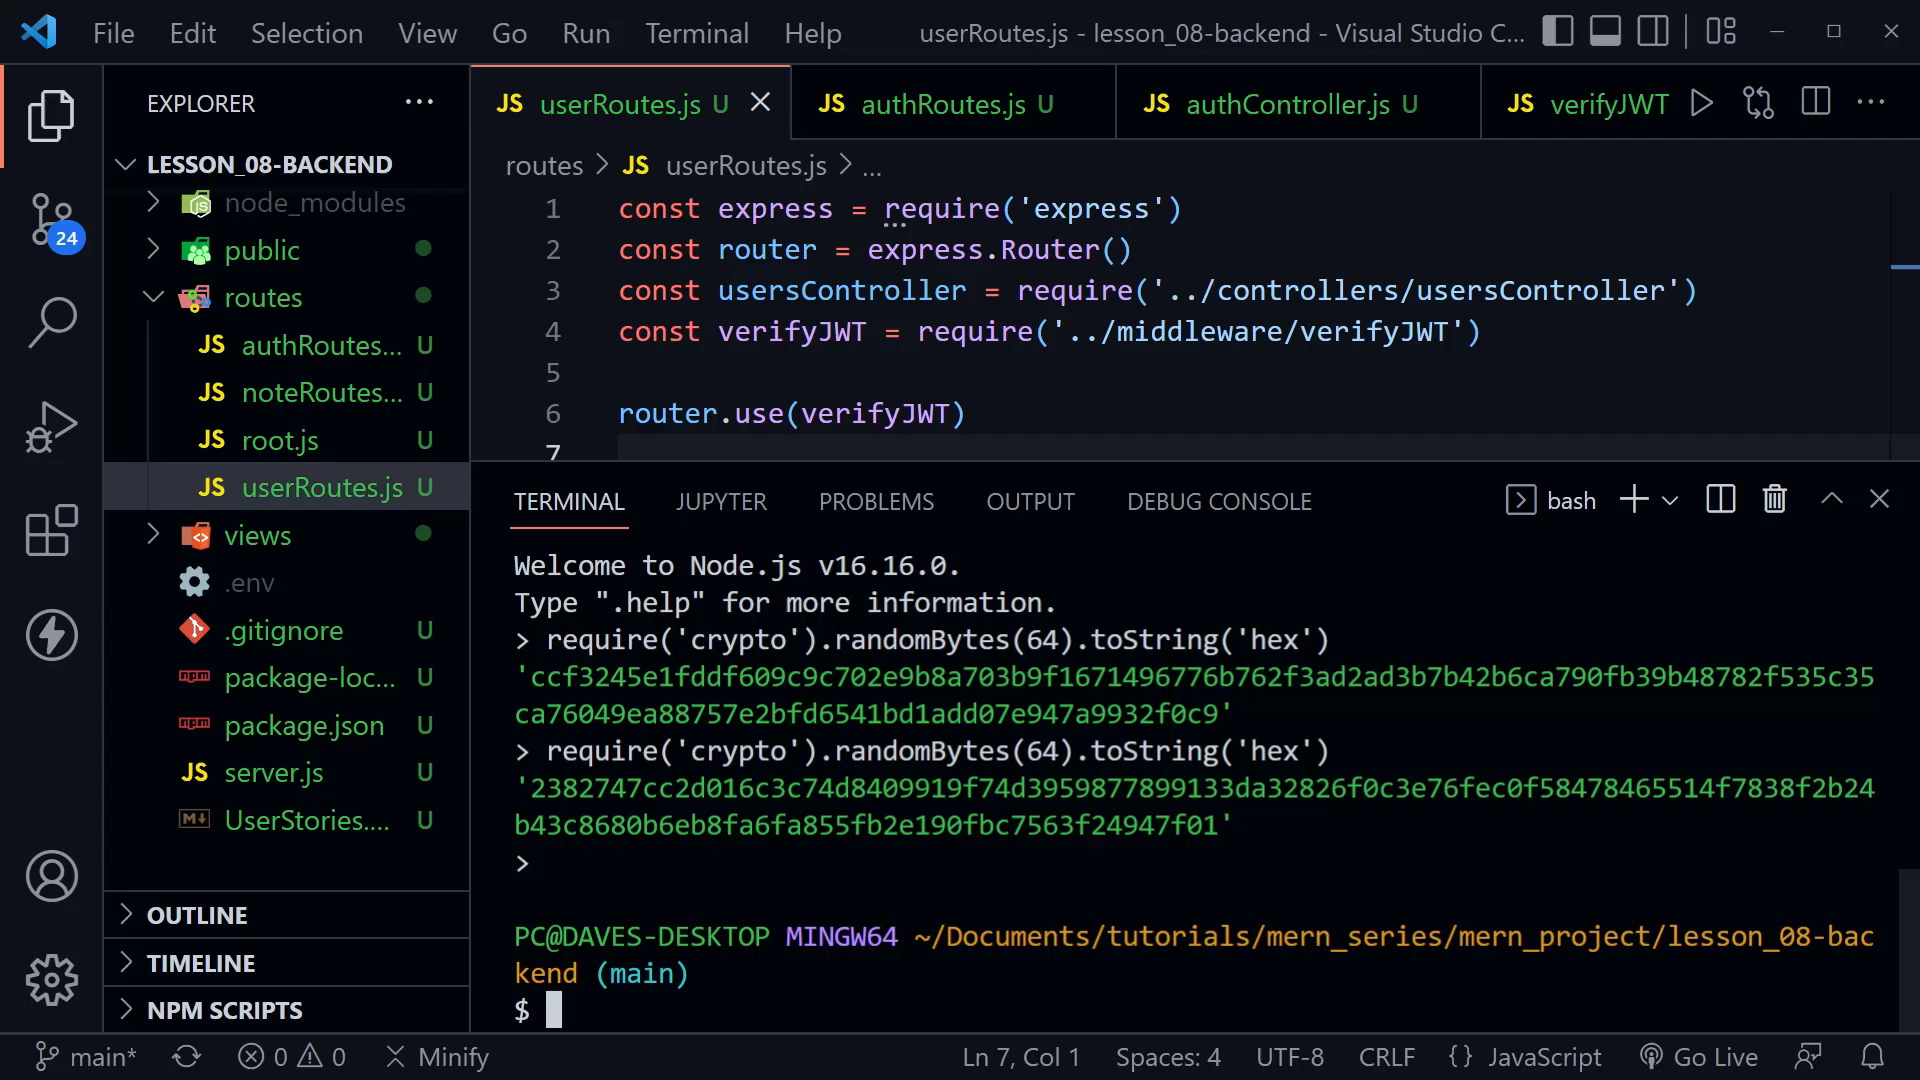 File Edit Selection View Go Run Terminal Help userRoutes.js - lesson_08-backend - Visual Studio C...
EXPLORER
LESSON_08-BACKEND
node_modules
public
routes
JS authRoutes... U
JS noteRoutes... U
JS root.js U
JS userRoutes.js U
views
.env
.gitignore U
package-loc... U
package.json U
JS server.js U
UserStories.... U
OUTLINE
TIMELINE
NPM SCRIPTS
24
JS userRoutes.js U
JS authRoutes.js U
JS authController.js U
JS verifyJWT
routes > JS userRoutes.js > ...
1 const express = require('express')
2 const router = express.Router()
3 const usersController = require('../controllers/usersController')
4 const verifyJWT = require('../middleware/verifyJWT')
5
6 router.use(verifyJWT)
7
TERMINAL JUPYTER PROBLEMS OUTPUT DEBUG CONSOLE bash
Welcome to Node.js v16.16.0.
Type ".help" for more information.
> require('crypto').randomBytes(64).toString('hex')
'ccf3245e1fddf609c9c702e9b8a703b9f1671496776b762f3ad2ad3b7b42b6ca790fb39b48782f535c35
ca76049ea88757e2bfd6541bd1add07e947a9932f0c9'
> require('crypto').randomBytes(64).toString('hex')
'2382747cc2d016c3c74d8409919f74d3959877899133da32826f0c3e76fec0f58478465514f7838f2b24
b43c8680b6eb8fa6fa855fb2e190fbc7563f24947f01'
>
PC@DAVES-DESKTOP MINGW64 ~/Documents/tutorials/mern_series/mern_project/lesson_08-bac
kend (main)
$
main* 0 0 Minify Ln 7, Col 1 Spaces: 4 UTF-8 CRLF {} JavaScript Go Live